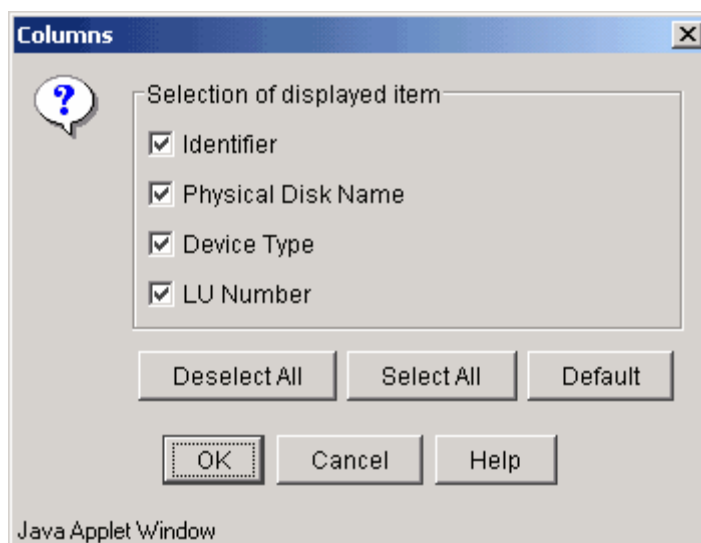 Columns
?
Selection of displayed item
Identifier
Physical Disk Name
Device Type
LU Number
Deselect All Select All Default
OK Cancel Help
Java Applet Window